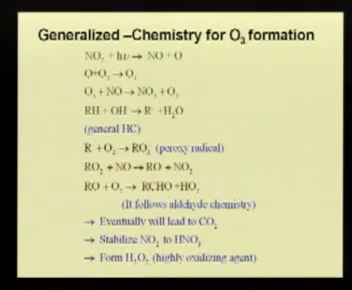 Generalized –Chemistry for O₃ formation
NO₂ + hν → NO + O
O+O₂ → O₃
O₃ + NO → NO₂ + O₂
RH + OH → R + H₂O
(general HC)
R + O₂ → RO₂ (peroxy radical)
RO₂ + NO → RO + NO₂
RO + O₂ → RCHO + HO₂
(It follows aldehyde chemistry)
→ Eventually will lead to CO₂
→ Stabilize NO₂ to HNO₃
→ Form H₂O₂ (highly oxidizing agent)